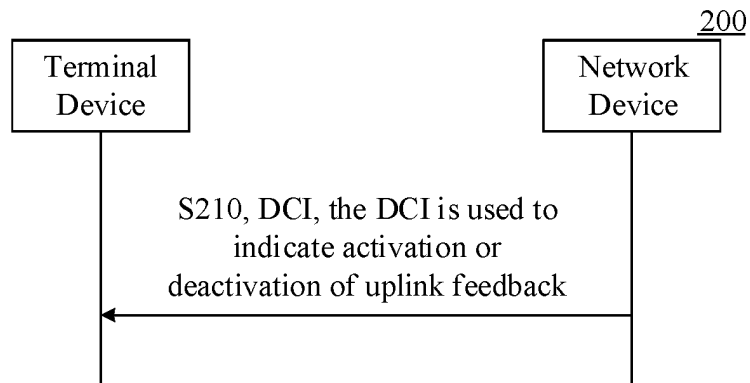 200
Terminal
Device
Network
Device
S210, DCI, the DCI is used to
indicate activation or
deactivation of uplink feedback